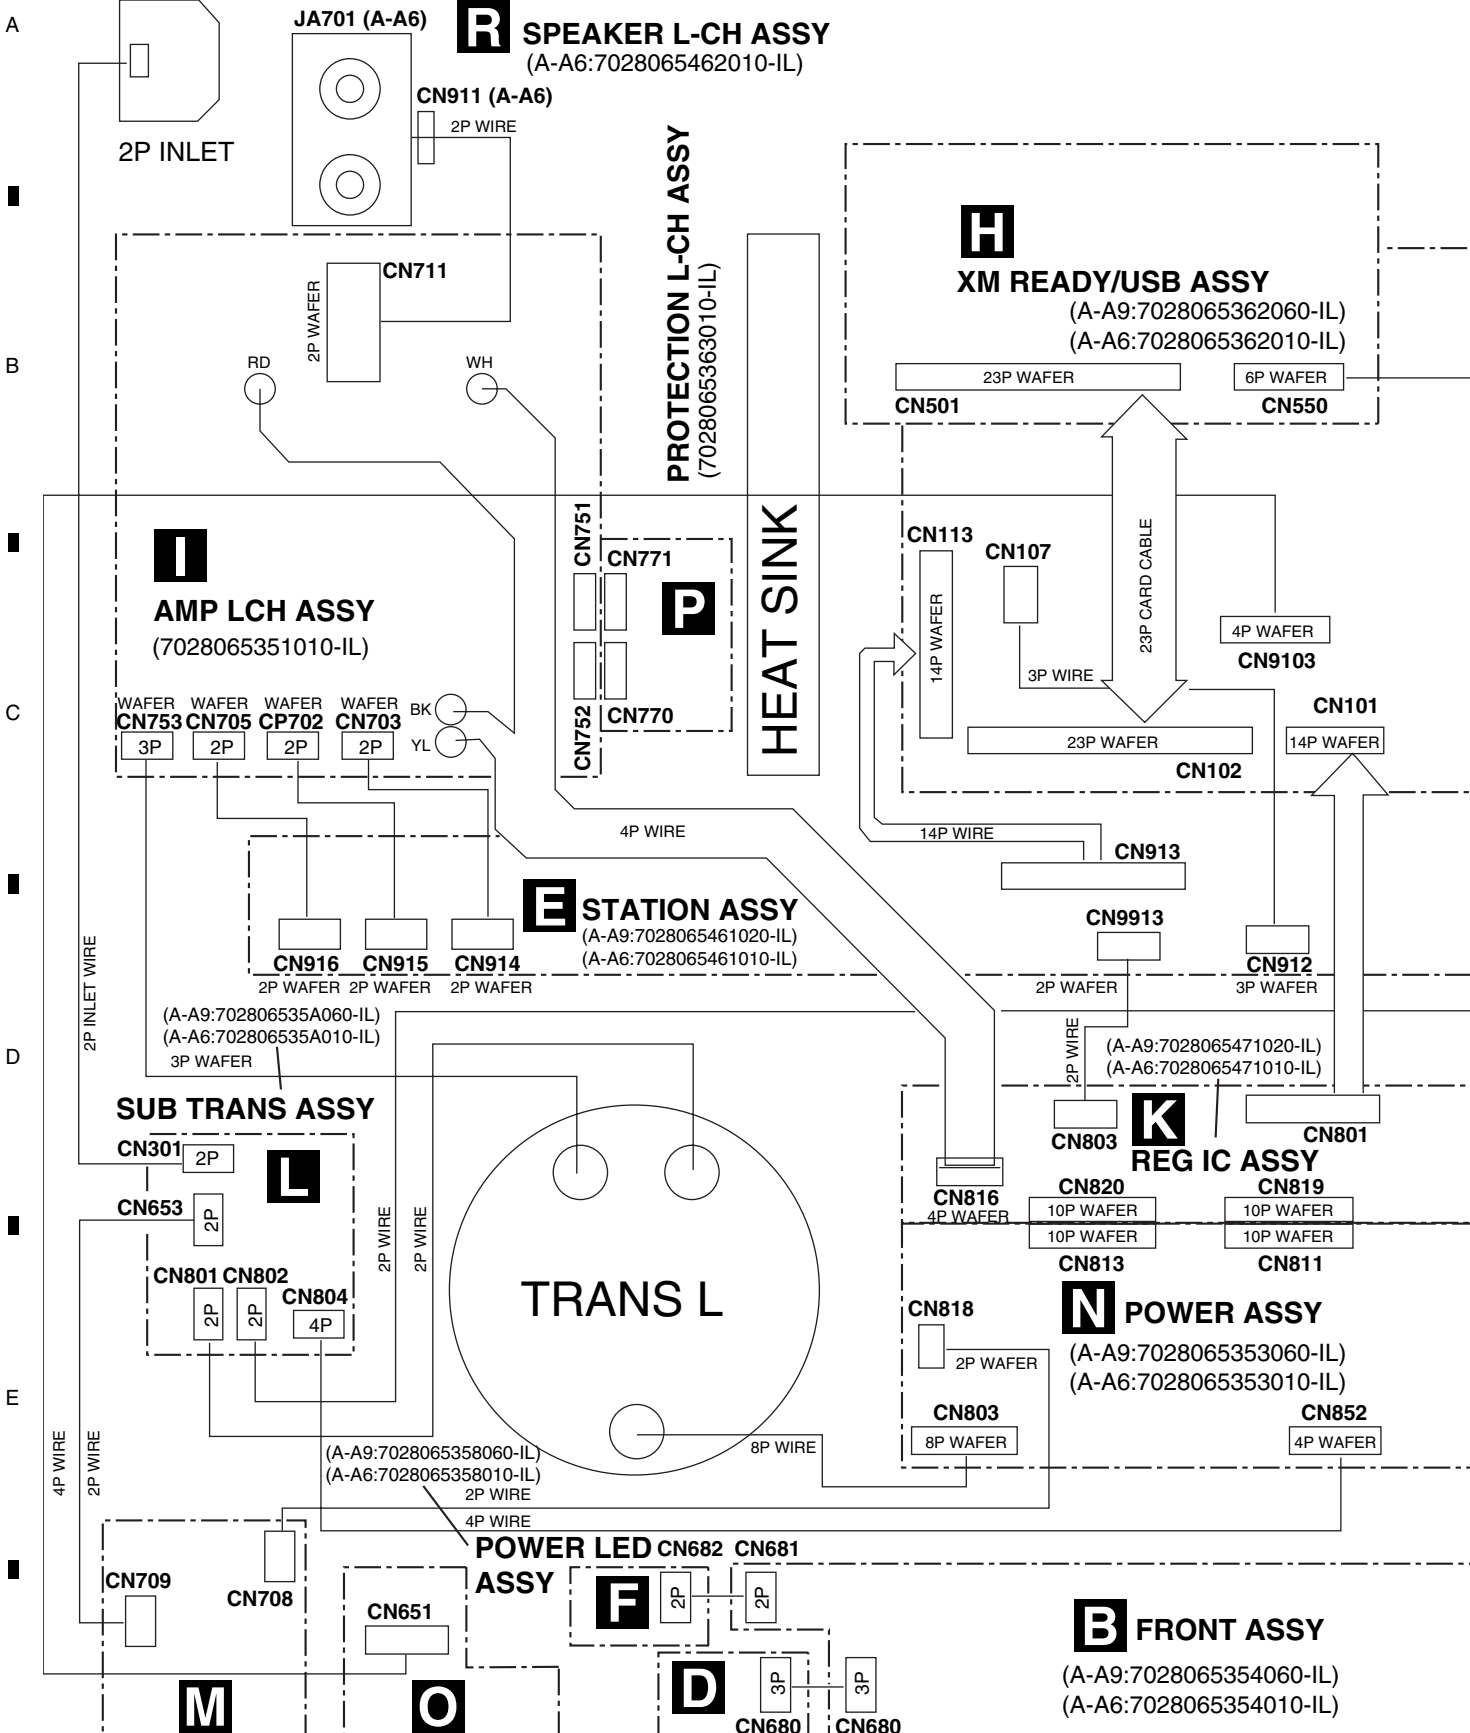 A
JA701 (A-A6)
R
SPEAKER L-CH ASSY
(A-A6:7028065462010-IL)
CN911 (A-A6)
2P WIRE
2P INLET
PROTECTION L-CH ASSY
(7028065363010-IL)
H
XM READY/USB ASSY
(A-A9:7028065362060-IL)
(A-A6:7028065362010-IL)
CN711
2P WAFER
B
RD
WH
23P WAFER
6P WAFER
CN501
CN550
HEAT SINK
CN751
CN771
CN113
CN107
23P CARD CABLE
I
P
AMP LCH ASSY
(7028065351010-IL)
14P WAFER
4P WAFER
CN9103
3P WIRE
C
WAFER WAFER WAFER WAFER
CN753 CN705 CP702 CN703
3P 2P 2P 2P
BK
YL
CN752
CN770
CN101
23P WAFER
14P WAFER
CN102
4P WIRE
14P WIRE
CN913
E
STATION ASSY
(A-A9:7028065461020-IL)
(A-A6:7028065461010-IL)
CN9913
CN916 CN915 CN914
2P WAFER 2P WAFER 2P WAFER
CN912
2P WAFER
3P WAFER
2P INLET WIRE
(A-A9:702806535A060-IL)
(A-A6:702806535A010-IL)
D
3P WAFER
2P WIRE
(A-A9:7028065471020-IL)
(A-A6:7028065471010-IL)
SUB TRANS ASSY
CN803
K
CN801
REG IC ASSY
CN301
2P
L
CN653
2P
CN816
4P WAFER
CN820
10P WAFER
CN819
10P WAFER
10P WAFER
CN813
10P WAFER
CN811
2P WIRE
2P WIRE
CN801 CN802
2P 2P
CN804
4P
TRANS L
CN818
2P WAFER
N
POWER ASSY
(A-A9:7028065353060-IL)
(A-A6:7028065353010-IL)
E
CN803
8P WAFER
CN852
4P WAFER
4P WIRE
2P WIRE
(A-A9:7028065358060-IL)
(A-A6:7028065358010-IL)
8P WIRE
2P WIRE
4P WIRE
POWER LED
ASSY
CN682 CN681
CN709
CN708
CN651
F
2P
2P
B
FRONT ASSY
(A-A9:7028065354060-IL)
(A-A6:7028065354010-IL)
M
O
D
3P
3P
CN680 CN680